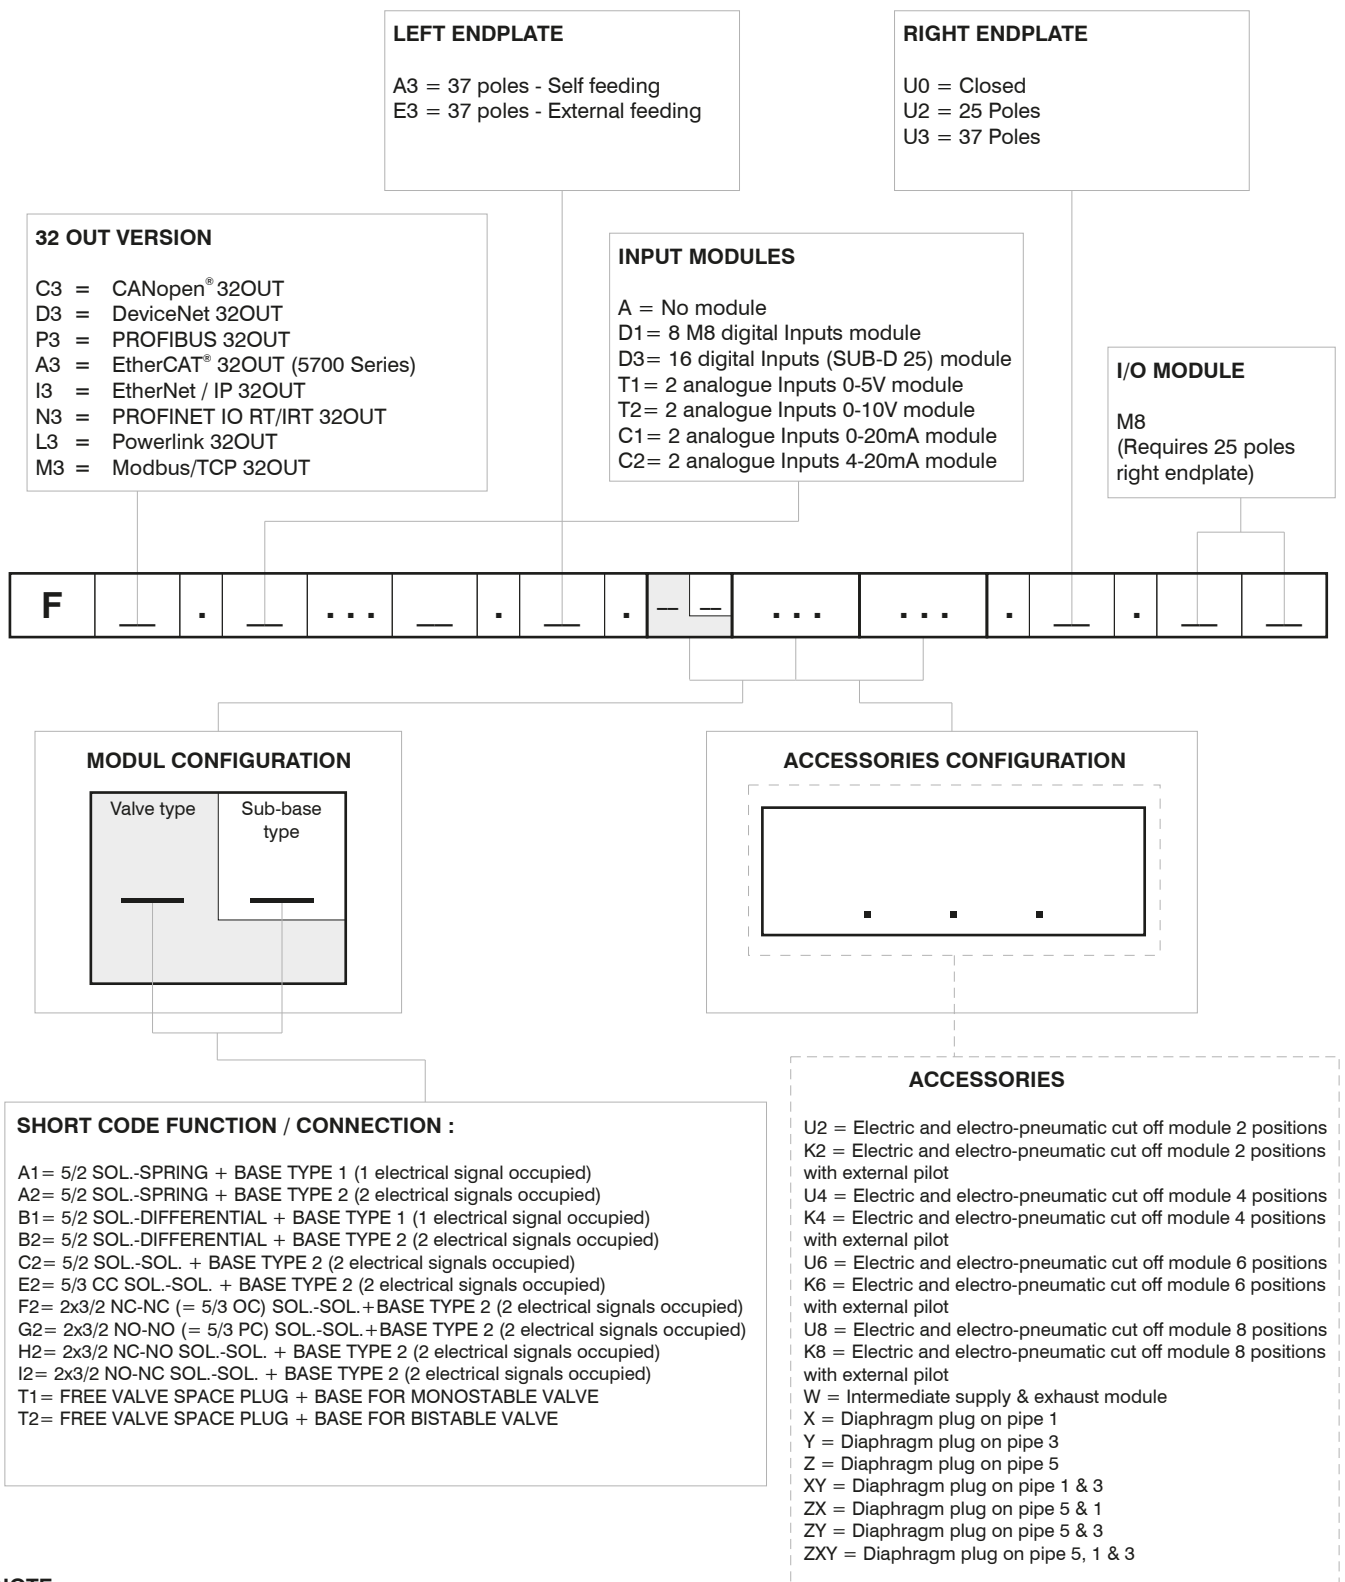 LEFT ENDPLATE
A3 = 37 poles - Self feeding
E3 = 37 poles - External feeding
RIGHT ENDPLATE
U0 = Closed
U2 = 25 Poles
U3 = 37 Poles
32 OUT VERSION
C3 = CANopen® 32OUT
D3 = DeviceNet 32OUT
P3 = PROFIBUS 32OUT
A3 = EtherCAT® 32OUT (5700 Series)
I3 = EtherNet / IP 32OUT
N3 = PROFINET IO RT/IRT 32OUT
L3 = Powerlink 32OUT
M3 = Modbus/TCP 32OUT
INPUT MODULES
A = No module
D1= 8 M8 digital Inputs module
D3= 16 digital Inputs (SUB-D 25) module
T1= 2 analogue Inputs 0-5V module
T2= 2 analogue Inputs 0-10V module
C1= 2 analogue Inputs 0-20mA module
C2= 2 analogue Inputs 4-20mA module
I/O MODULE
M8
(Requires 25 poles
right endplate)
F __ . __ ... __ . __ . __ __ ... ... . __ . __ __
MODUL CONFIGURATION
Valve type
Sub-base
type
ACCESSORIES CONFIGURATION
. . .
SHORT CODE FUNCTION / CONNECTION :
A1= 5/2 SOL.-SPRING + BASE TYPE 1 (1 electrical signal occupied)
A2= 5/2 SOL.-SPRING + BASE TYPE 2 (2 electrical signals occupied)
B1= 5/2 SOL.-DIFFERENTIAL + BASE TYPE 1 (1 electrical signal occupied)
B2= 5/2 SOL.-DIFFERENTIAL + BASE TYPE 2 (2 electrical signals occupied)
C2= 5/2 SOL.-SOL. + BASE TYPE 2 (2 electrical signals occupied)
E2= 5/3 CC SOL.-SOL. + BASE TYPE 2 (2 electrical signals occupied)
F2= 2x3/2 NC-NC (= 5/3 OC) SOL.-SOL.+BASE TYPE 2 (2 electrical signals occupied)
G2= 2x3/2 NO-NO (= 5/3 PC) SOL.-SOL.+BASE TYPE 2 (2 electrical signals occupied)
H2= 2x3/2 NC-NO SOL.-SOL. + BASE TYPE 2 (2 electrical signals occupied)
I2= 2x3/2 NO-NC SOL.-SOL. + BASE TYPE 2 (2 electrical signals occupied)
T1= FREE VALVE SPACE PLUG + BASE FOR MONOSTABLE VALVE
T2= FREE VALVE SPACE PLUG + BASE FOR BISTABLE VALVE
ACCESSORIES
U2 = Electric and electro-pneumatic cut off module 2 positions
K2 = Electric and electro-pneumatic cut off module 2 positions
with external pilot
U4 = Electric and electro-pneumatic cut off module 4 positions
K4 = Electric and electro-pneumatic cut off module 4 positions
with external pilot
U6 = Electric and electro-pneumatic cut off module 6 positions
K6 = Electric and electro-pneumatic cut off module 6 positions
with external pilot
U8 = Electric and electro-pneumatic cut off module 8 positions
K8 = Electric and electro-pneumatic cut off module 8 positions
with external pilot
W = Intermediate supply & exhaust module
X = Diaphragm plug on pipe 1
Y = Diaphragm plug on pipe 3
Z = Diaphragm plug on pipe 5
XY = Diaphragm plug on pipe 1 & 3
ZX = Diaphragm plug on pipe 5 & 1
ZY = Diaphragm plug on pipe 5 & 3
ZXY = Diaphragm plug on pipe 5, 1 & 3